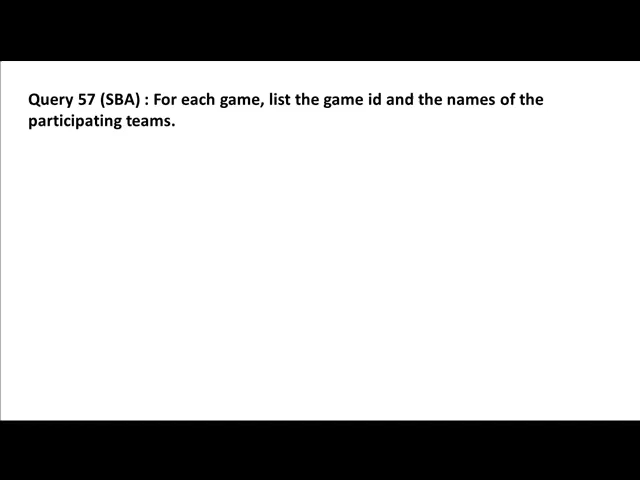 Query 57 (SBA) : For each game, list the game id and the names of the
participating teams.